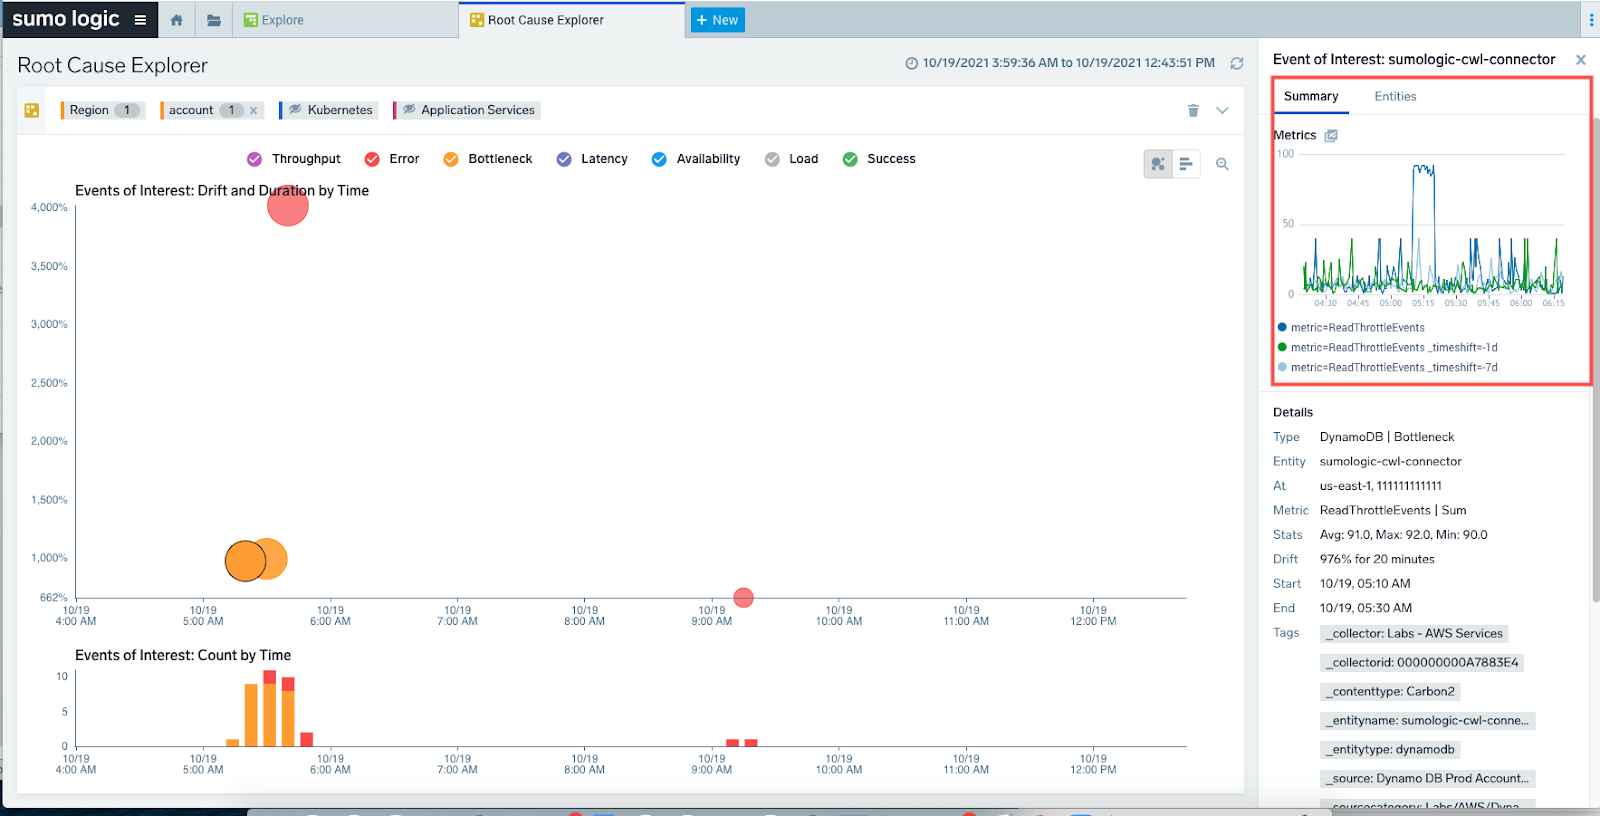 sumo logic
Explore
Root Cause Explorer
+ New
Root Cause Explorer
10/19/2021 3:59:36 AM to 10/19/2021 12:43:51 PM
Region 1
account 1
Kubernetes
Application Services
Throughput
Error
Bottleneck
Latency
Availability
Load
Success
Events of Interest: Drift and Duration by Time
4,000%
3,500%
3,000%
2,500%
2,000%
1,500%
1,000%
662%
10/19 10/19 10/19 10/19 10/19 10/19 10/19 10/19 10/19
4:00 AM 5:00 AM 6:00 AM 7:00 AM 8:00 AM 9:00 AM 10:00 AM 11:00 AM 12:00 PM
Events of Interest: Count by Time
10
5
0
10/19 10/19 10/19 10/19 10/19 10/19 10/19 10/19 10/19
4:00 AM 5:00 AM 6:00 AM 7:00 AM 8:00 AM 9:00 AM 10:00 AM 11:00 AM 12:00 PM
Event of Interest: sumologic-cwl-connector
Summary
Entities
Metrics
100
50
0
04:30 04:45 05:00 05:15 05:30 05:45 06:00 06:15
metric=ReadThrottleEvents
metric=ReadThrottleEvents _timeshift=-1d
metric=ReadThrottleEvents _timeshift=-7d
Details
Type DynamoDB | Bottleneck
Entity sumologic-cwl-connector
At us-east-1, 111111111111
Metric ReadThrottleEvents | Sum
Stats Avg: 91.0, Max: 92.0, Min: 90.0
Drift 976% for 20 minutes
Start 10/19, 05:10 AM
End 10/19, 05:30 AM
Tags _collector: Labs - AWS Services
_collectorid: 000000000A7883E4
_contenttype: Carbon2
_entityname: sumologic-cwl-conne...
_entitytype: dynamodb
_source: Dynamo DB Prod Account...
_sourcecategory: Labs/AWS/Dyna...